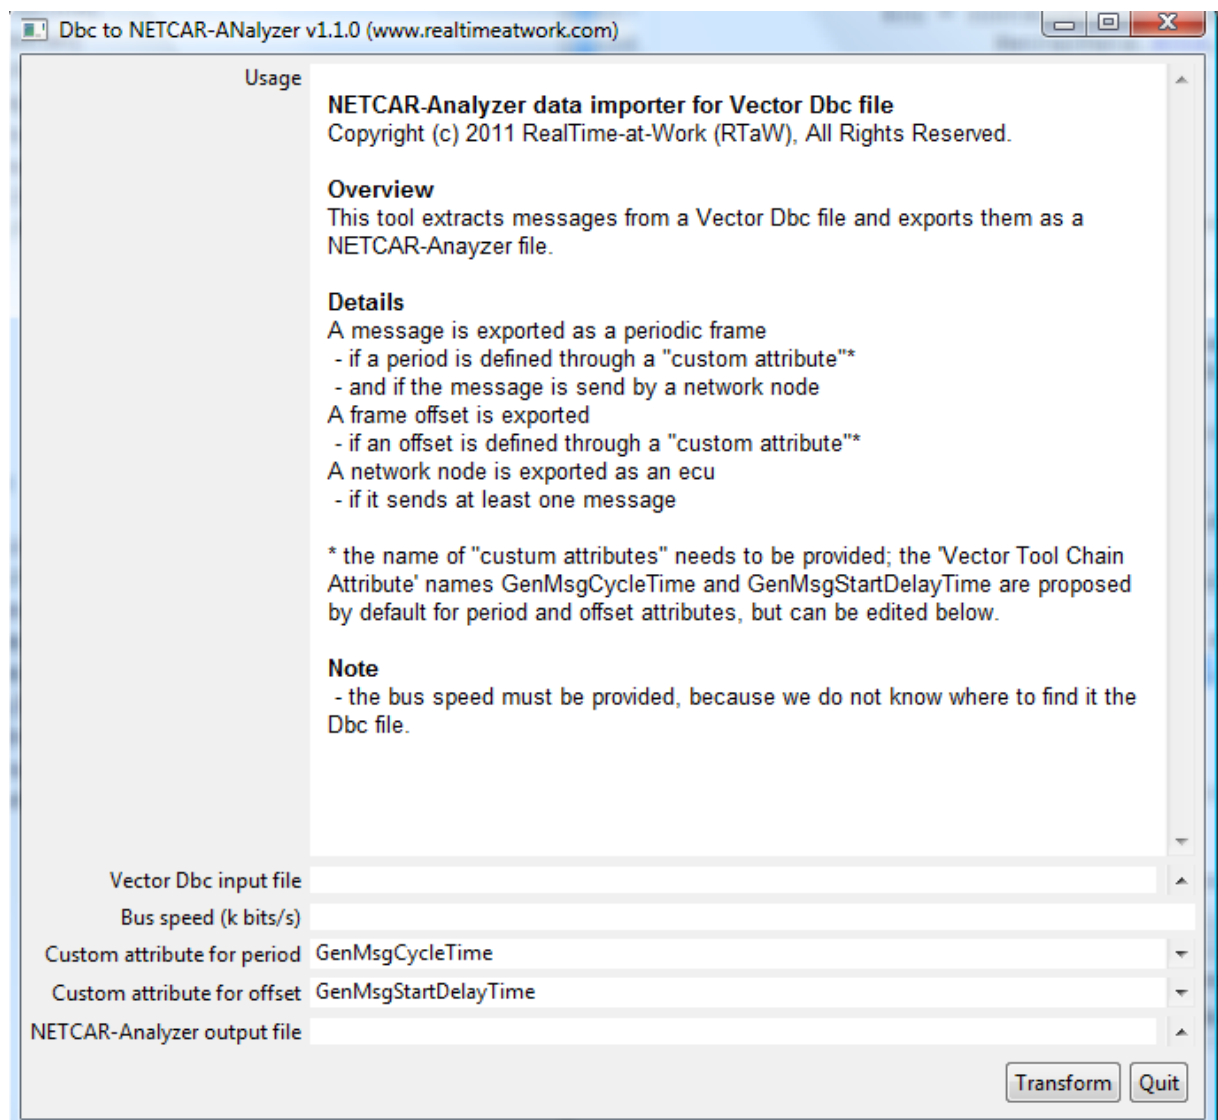 Dbc to NETCAR-ANalyzer v1.1.0 (www.realtimeatwork.com)
Usage
NETCAR-Analyzer data importer for Vector Dbc file
Copyright (c) 2011 RealTime-at-Work (RTaW), All Rights Reserved.
Overview
This tool extracts messages from a Vector Dbc file and exports them as a
NETCAR-Anayzer file.
Details
A message is exported as a periodic frame
- if a period is defined through a "custom attribute"*
- and if the message is send by a network node
A frame offset is exported
- if an offset is defined through a "custom attribute"*
A network node is exported as an ecu
- if it sends at least one message
* the name of "custum attributes" needs to be provided; the 'Vector Tool Chain
Attribute' names GenMsgCycleTime and GenMsgStartDelayTime are proposed
by default for period and offset attributes, but can be edited below.
Note
- the bus speed must be provided, because we do not know where to find it the
Dbc file.
Vector Dbc input file
Bus speed (k bits/s)
Custom attribute for period GenMsgCycleTime
Custom attribute for offset GenMsgStartDelayTime
NETCAR-Analyzer output file
Transform Quit